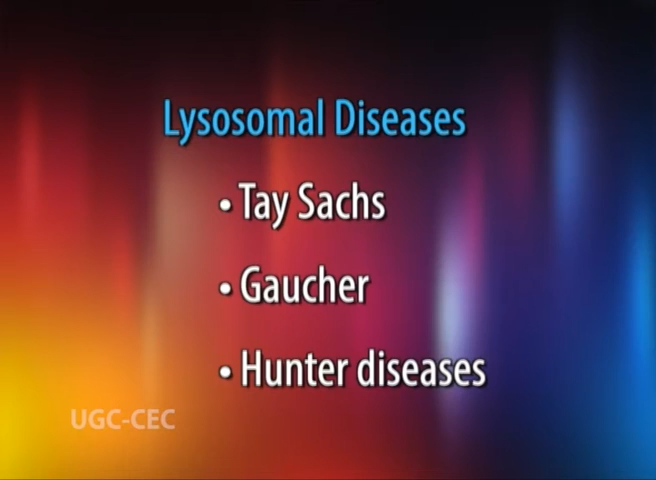 Lysosomal Diseases
• Tay Sachs
• Gaucher
• Hunter diseases
UGC-CEC